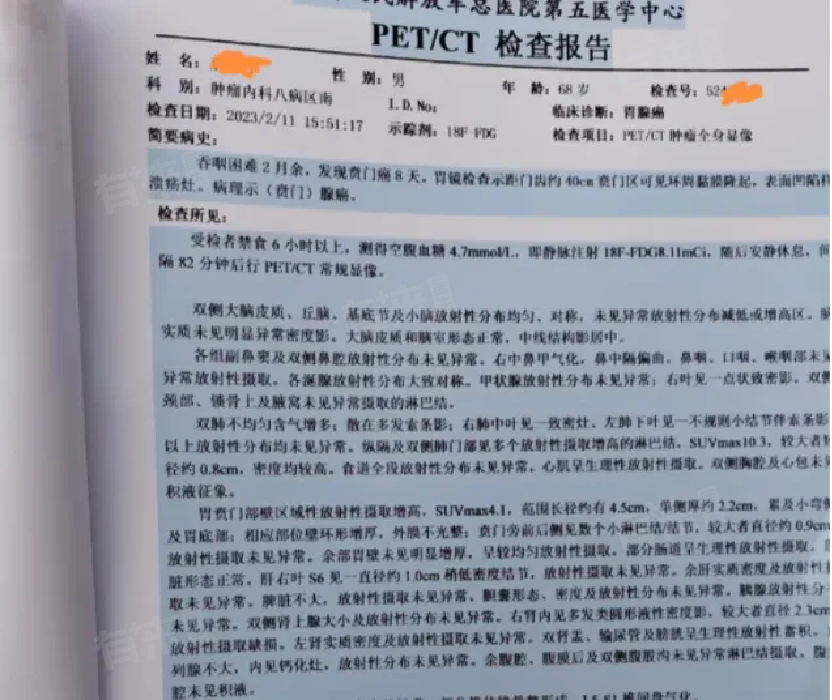 民解放军总医院第五医学中心
PET/CT 检查报告
姓 名:
性 别: 男
年 龄: 68 岁
检查号: 52
科 别: 肿瘤内科八病区南
I.D.No:
临床诊断: 胃腺癌
检查日期: 2023/2/11 15:51:17
示踪剂: 18F-FDG
检查项目: PET/CT 肿瘤全身显像
简要病史:
吞咽困难 2 月余,发现贲门癌 8 天。胃镜检查示距门齿约 40cm 贲门区可见环周黏膜隆起,表面凹陷样
溃疡灶。病理示(贲门)腺癌。
检查所见:
受检者禁食 6 小时以上,测得空腹血糖 4.7mmol/L,即静脉注射 18F-FDG8.11mCi,随后安静休息,间
隔 82 分钟后行 PET/CT 常规显像。
双侧大脑皮质、丘脑、基底节及小脑放射性分布均匀、对称,未见异常放射性分布减低或增高区。脑
实质未见明显异常密度影。大脑皮质和脑室形态正常,中线结构影居中。
各组副鼻窦及双侧鼻腔放射性分布未见异常。右中鼻甲气化,鼻中隔偏曲。鼻咽、口咽、喉咽部未见
异常放射性摄取。各涎腺放射性分布大致对称。甲状腺放射性分布未见异常;右叶见一点状致密影。双侧
颈部、锁骨上及腋窝未见异常摄取的淋巴结。
双肺不均匀含气增多;散在多发索条影;右肺中叶见一致密灶、左肺下叶见一不规则小结节伴索条影
以上放射性分布均未见异常。纵隔及双侧肺门部见多个放射性摄取增高的淋巴结,SUVmax10.3,较大者短
径约 0.8cm,密度均较高。食道全段放射性分布未见异常。心肌呈生理性放射性摄取。双侧胸腔及心包未见
积液征象。
胃贲门部壁区域性放射性摄取增高,SUVmax4.1,范围长径约有 4.5cm,单侧厚约 2.2cm,累及小弯侧
及胃底部;相应部位壁环形增厚,外膜不光整;贲门旁前后侧见数个小淋巴结/结节,较大者直径约 0.9cm
放射性摄取未见异常。余部胃壁未见明显增厚,呈较均匀放射性摄取。部分肠道呈生理性放射性摄取。肝
脏形态正常,肝右叶 S6 见一直径约 1.0cm 稍低密度结节,放射性摄取未见异常。余肝实质密度及放射性摄
取未见异常。脾脏不大,放射性摄取未见异常。胆囊形态、密度及放射性分布未见异常。胰腺放射性分布
未见异常。双侧肾上腺大小及放射性分布未见异常。右肾内见多发类圆形液性密度影,较大者直径 2.3cm
放射性摄取缺损。左肾实质密度及放射性摄取未见异常。双肾盂、输尿管及膀胱呈生理性放射性蓄积。前
列腺不大,内见钙化灶,放射性分布未见异常。余腹腔、腹膜后及双侧腹股沟未见异常淋巴结摄取。腹
腔未见积液。
L5-S1 椎间盘气化。